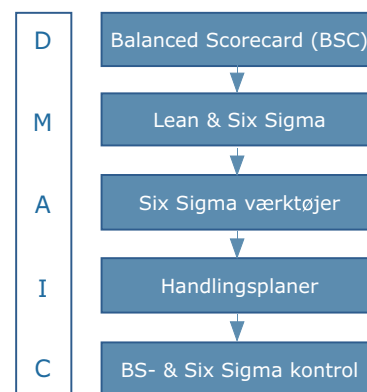 D
Balanced Scorecard (BSC)
M
Lean & Six Sigma
A
Six Sigma værktøjer
I
Handlingsplaner
C
BS- & Six Sigma kontrol